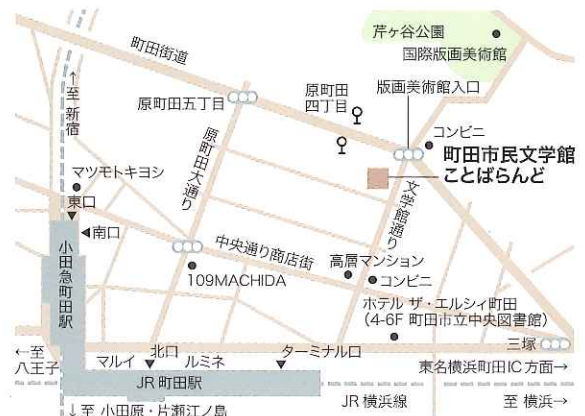 芹ヶ谷公園
国際版画美術館
町田街道
↑至 新宿
原町田五丁目
原町田
四丁目
版画美術館入口
コンビニ
町田市民文学館
ことばらんど
原町田大通り
文学館通り
マツモトキヨシ
東口
南口
小田急町田駅
中央通り商店街
109MACHIDA
高層マンション
コンビニ
ホテル ザ・エルシィ町田
(4-6F 町田市立中央図書館)
三塚
←至
八王子
マルイ
北口
ルミネ
ターミナル口
東名横浜町田IC方面→
JR町田駅
JR横浜線
至 横浜→
↓至 小田原・片瀬江ノ島